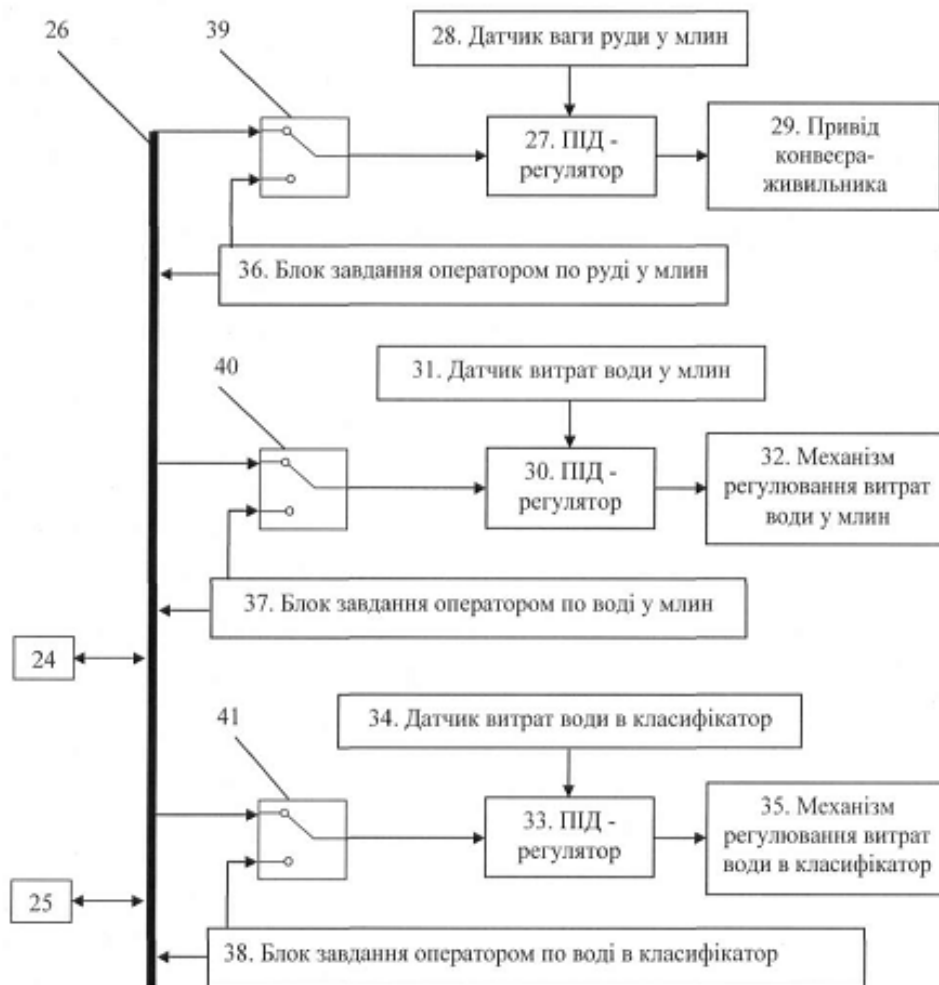 26
39
28. Датчик ваги руди у млин
27. ПІД -
регулятор
29. Привід
конвеєра-
живильника
36. Блок завдання оператором по руді у млин
40
31. Датчик витрат води у млин
30. ПІД -
регулятор
32. Механізм
регулювання витрат
води у млин
37. Блок завдання оператором по воді у млин
24
41
34. Датчик витрат води в класифікатор
33. ПІД -
регулятор
35. Механізм
регулювання витрат
води в класифікатор
25
38. Блок завдання оператором по воді в класифікатор